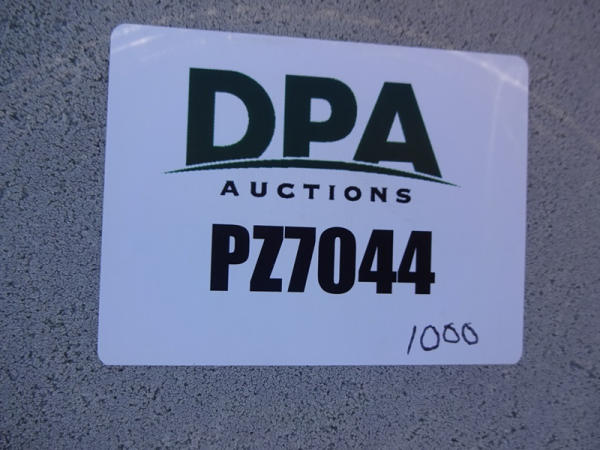 DPA
AUCTIONS
PZ7044
1000